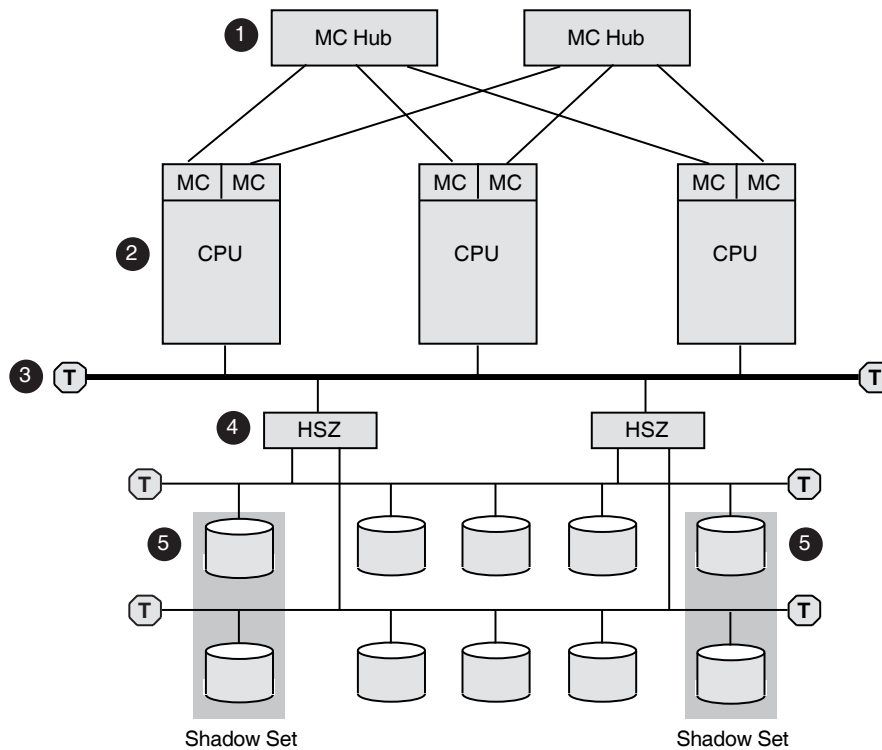 1 MC Hub MC Hub
MC MC MC MC MC MC
2 CPU CPU CPU
3 T T
4 HSZ HSZ
T T
5 5
T T
Shadow Set Shadow Set